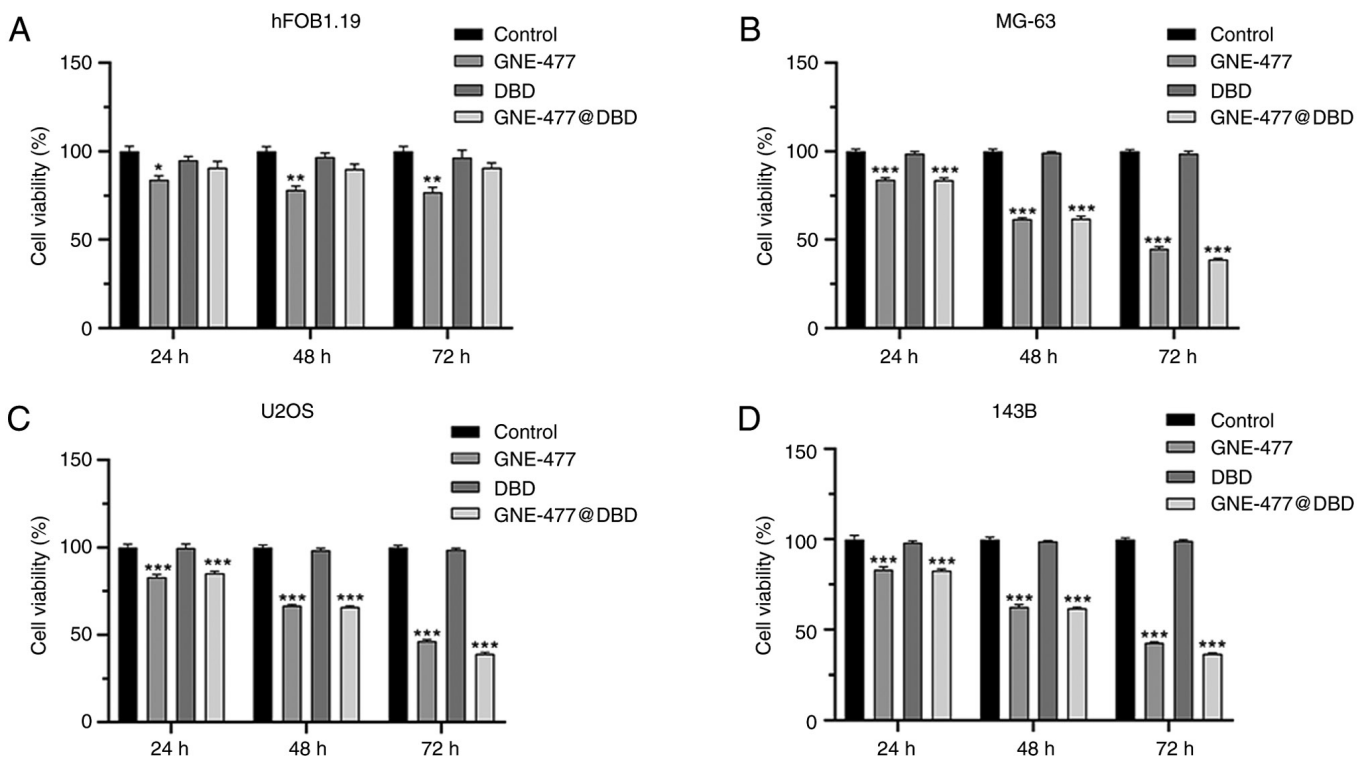 A
hFOB1.19
Control
GNE-477
DBD
GNE-477@DBD
Cell viability (%)
150
100
50
0
* ** **
24 h 48 h 72 h
B
MG-63
Control
GNE-477
DBD
GNE-477@DBD
Cell viability (%)
150
100
50
0
*** *** *** *** *** ***
24 h 48 h 72 h
C
U2OS
Control
GNE-477
DBD
GNE-477@DBD
Cell viability (%)
150
100
50
0
*** *** *** *** *** ***
24 h 48 h 72 h
D
143B
Control
GNE-477
DBD
GNE-477@DBD
Cell viability (%)
150
100
50
0
*** *** *** *** *** ***
24 h 48 h 72 h